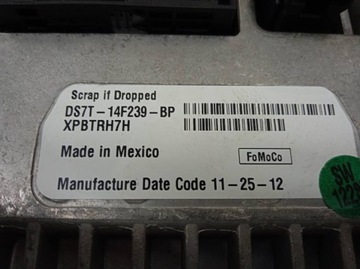 Scrap if Dropped
DS7T-14F239-BP
XPBTRH7H
Made in Mexico
FoMoCo
Manufacture Date Code 11-25-12
SW